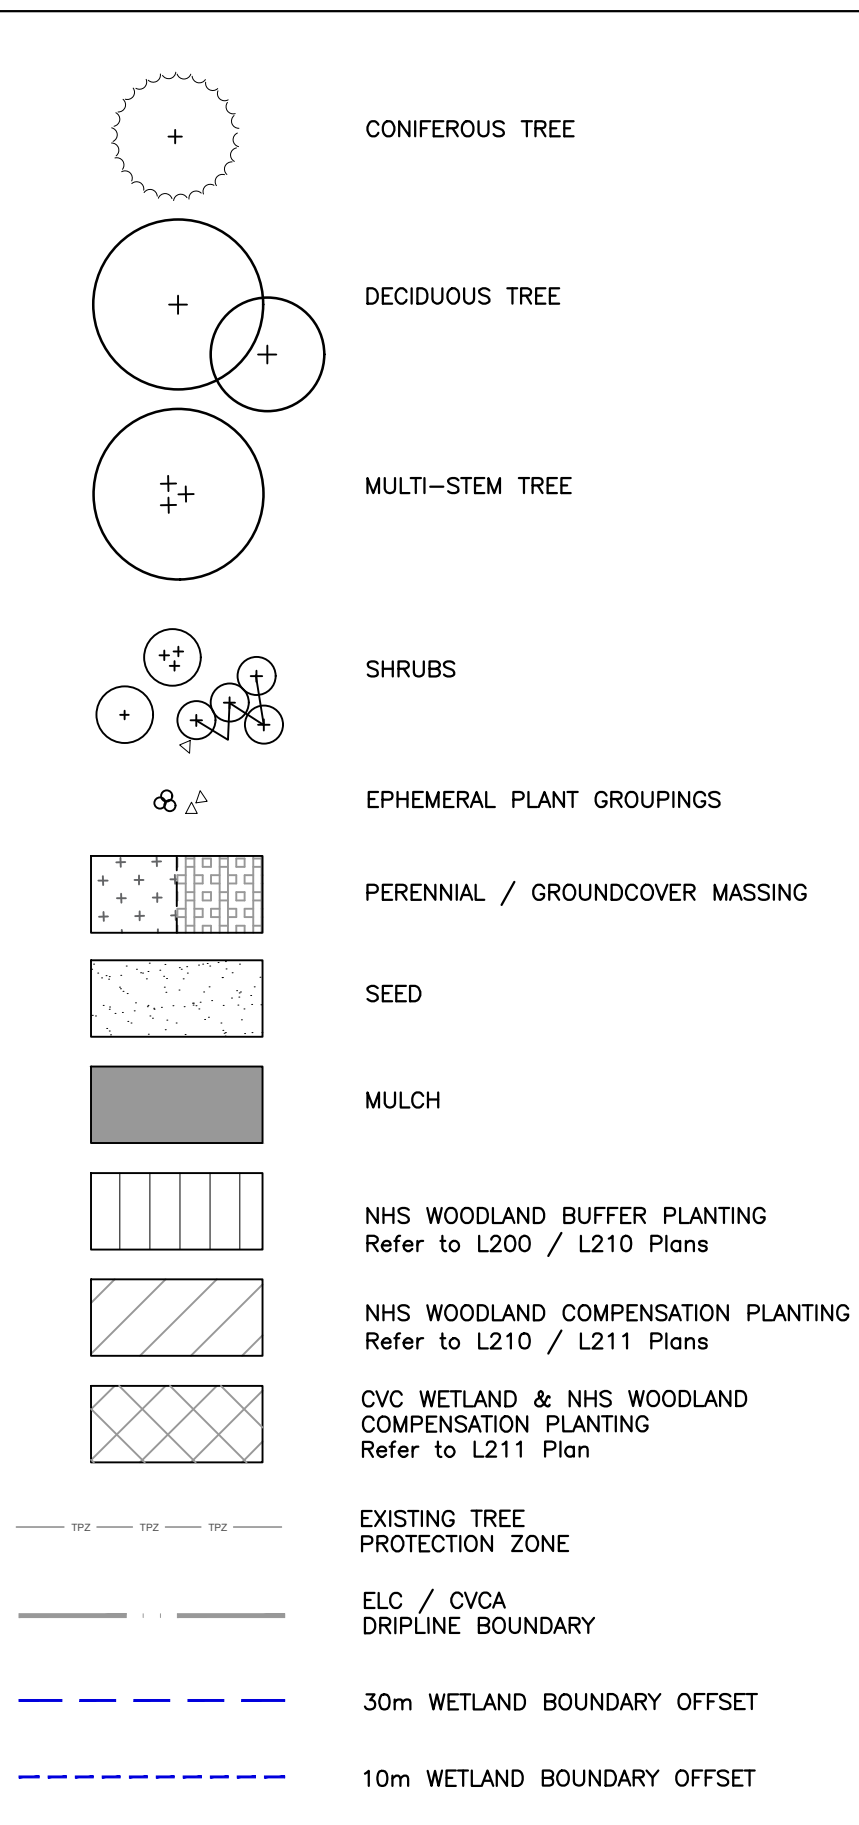 CONIFEROUS TREE
DECIDUOUS TREE
MULTI-STEM TREE
SHRUBS
EPHEMERAL PLANT GROUPINGS
PERENNIAL / GROUNDCOVER MASSING
SEED
MULCH
NHS WOODLAND BUFFER PLANTING
Refer to L200 / L210 Plans
NHS WOODLAND COMPENSATION PLANTING
Refer to L210 / L211 Plans
CVC WETLAND & NHS WOODLAND
COMPENSATION PLANTING
Refer to L211 Plan
TPZ TPZ TPZ
EXISTING TREE
PROTECTION ZONE
ELC / CVCA
DRIPLINE BOUNDARY
30m WETLAND BOUNDARY OFFSET
10m WETLAND BOUNDARY OFFSET